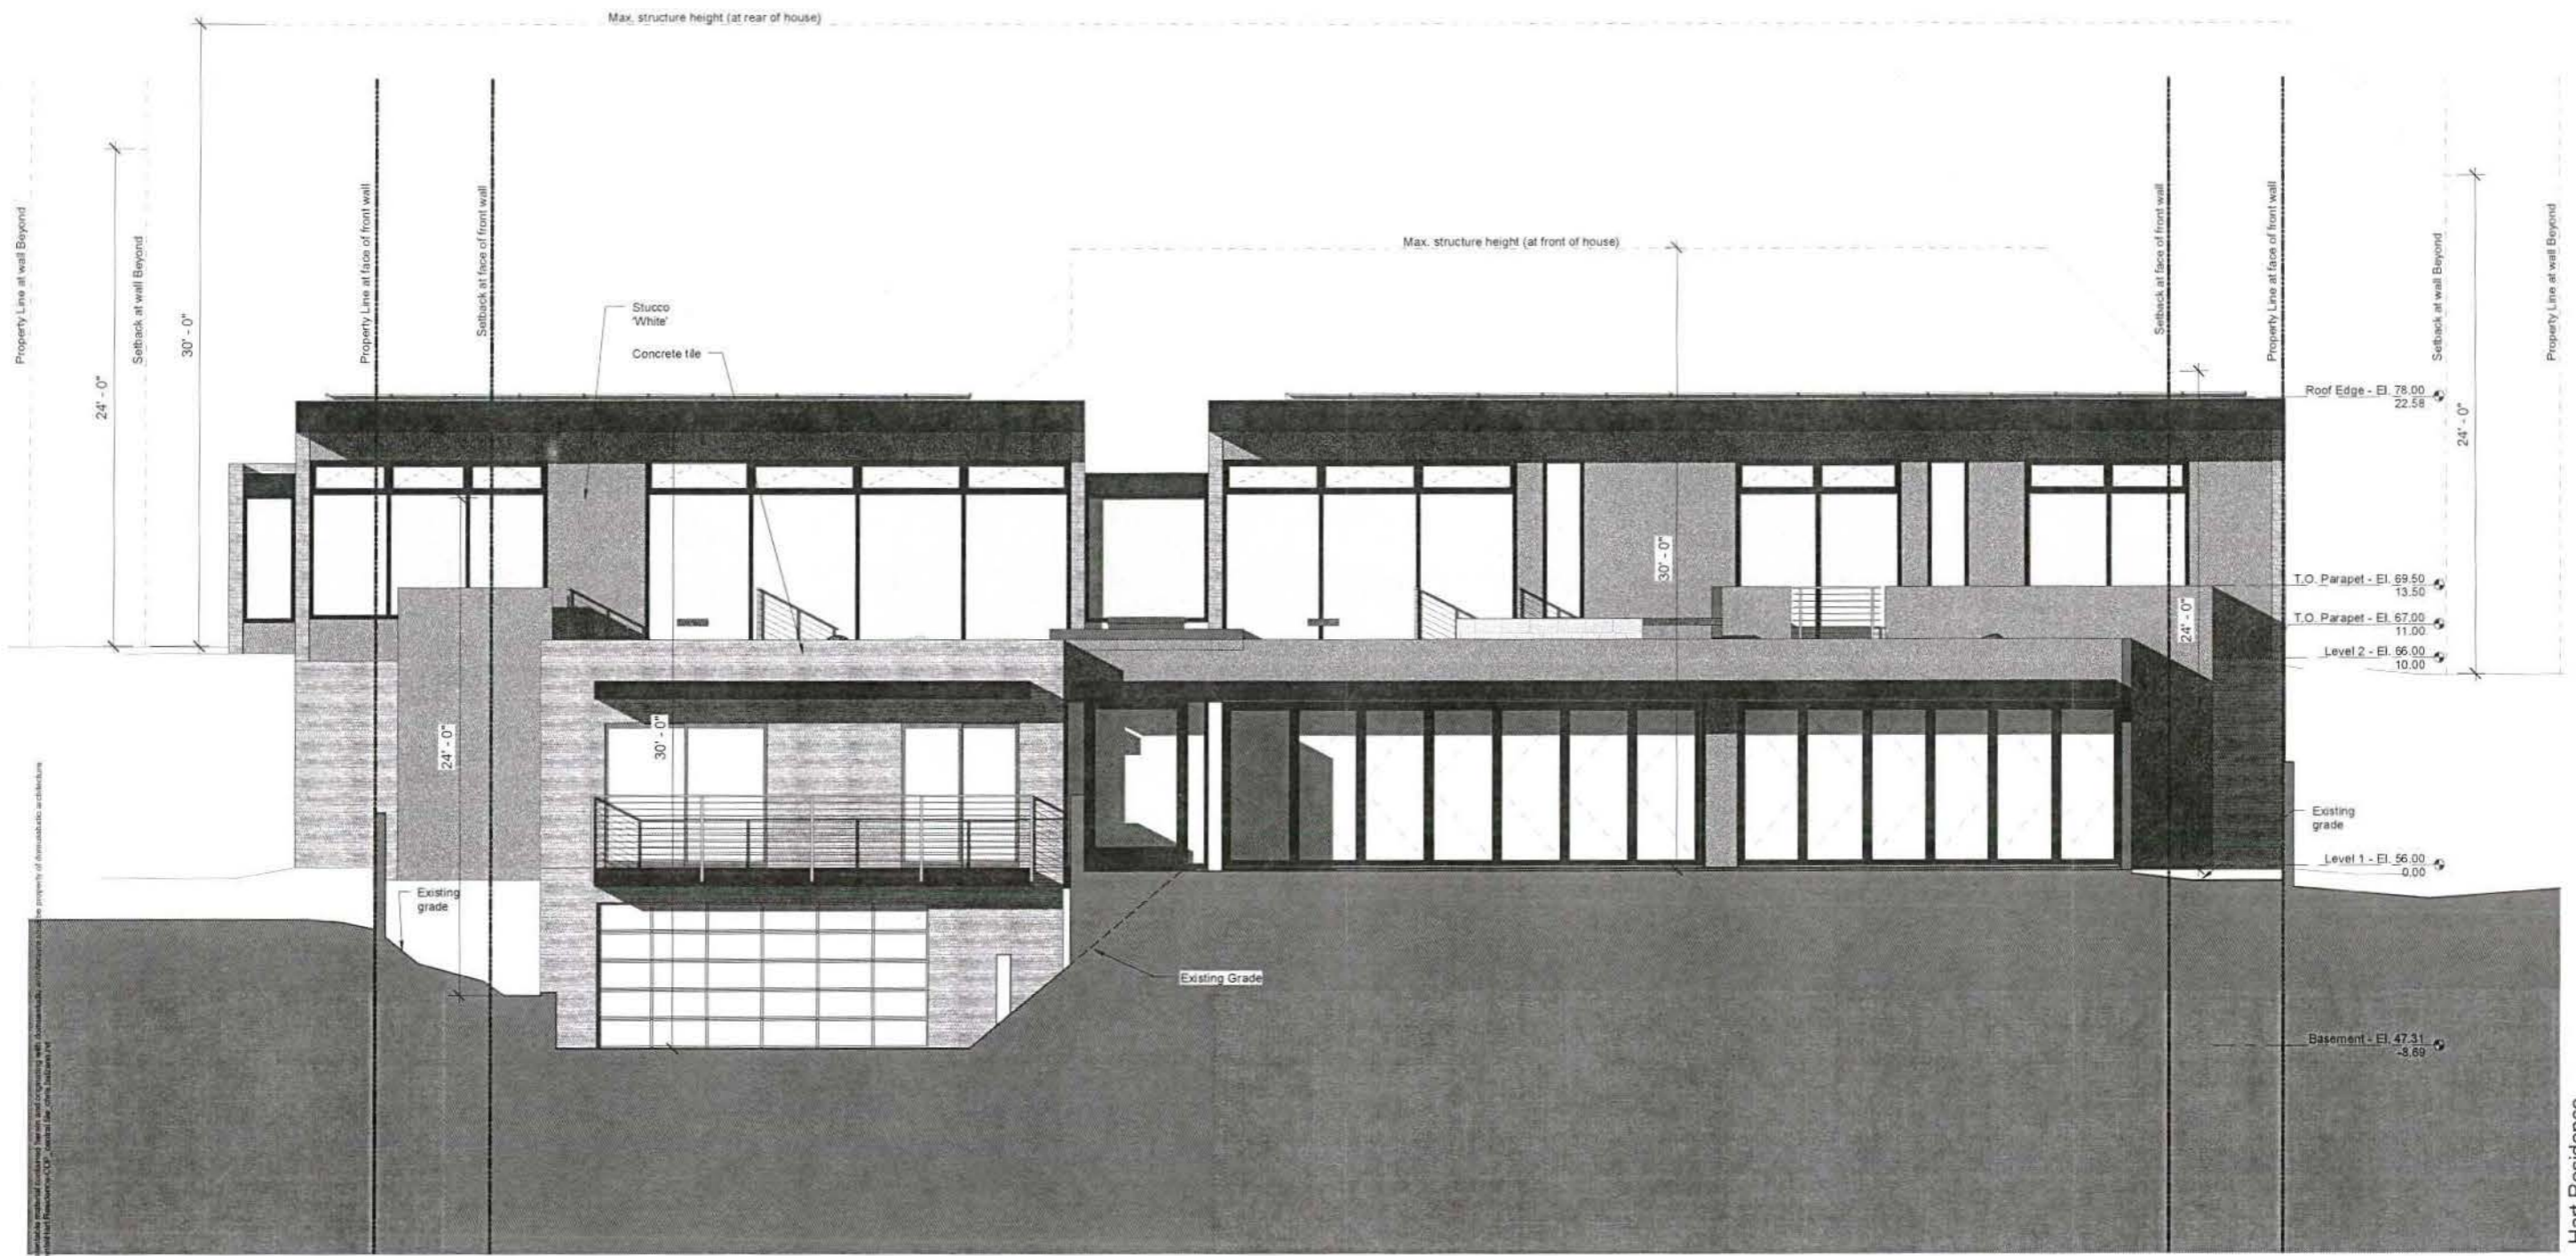 Max. structure height (at rear of house)
Property Line at wall Beyond
24' - 0"
Setback at wall Beyond
30' - 0"
Property Line at face of front wall
Setback at face of front wall
Stucco
'White'
Concrete tile
Max. structure height (at front of house)
Setback at face of front wall
Property Line at face of front wall
Setback at wall Beyond
Property Line at wall Beyond
Roof Edge - El. 78.00
22.58
24' - 0"
30' - 0"
T.O. Parapet - El. 69.50
13.50
24' - 0"
T.O. Parapet - El. 67.00
11.00
Level 2 - El. 66.00
10.00
24' - 0"
30' - 0"
Existing
grade
Level 1 - El. 56.00
0.00
Existing
grade
Existing Grade
Basement - El. 47.31
-8.69
Hart Residence